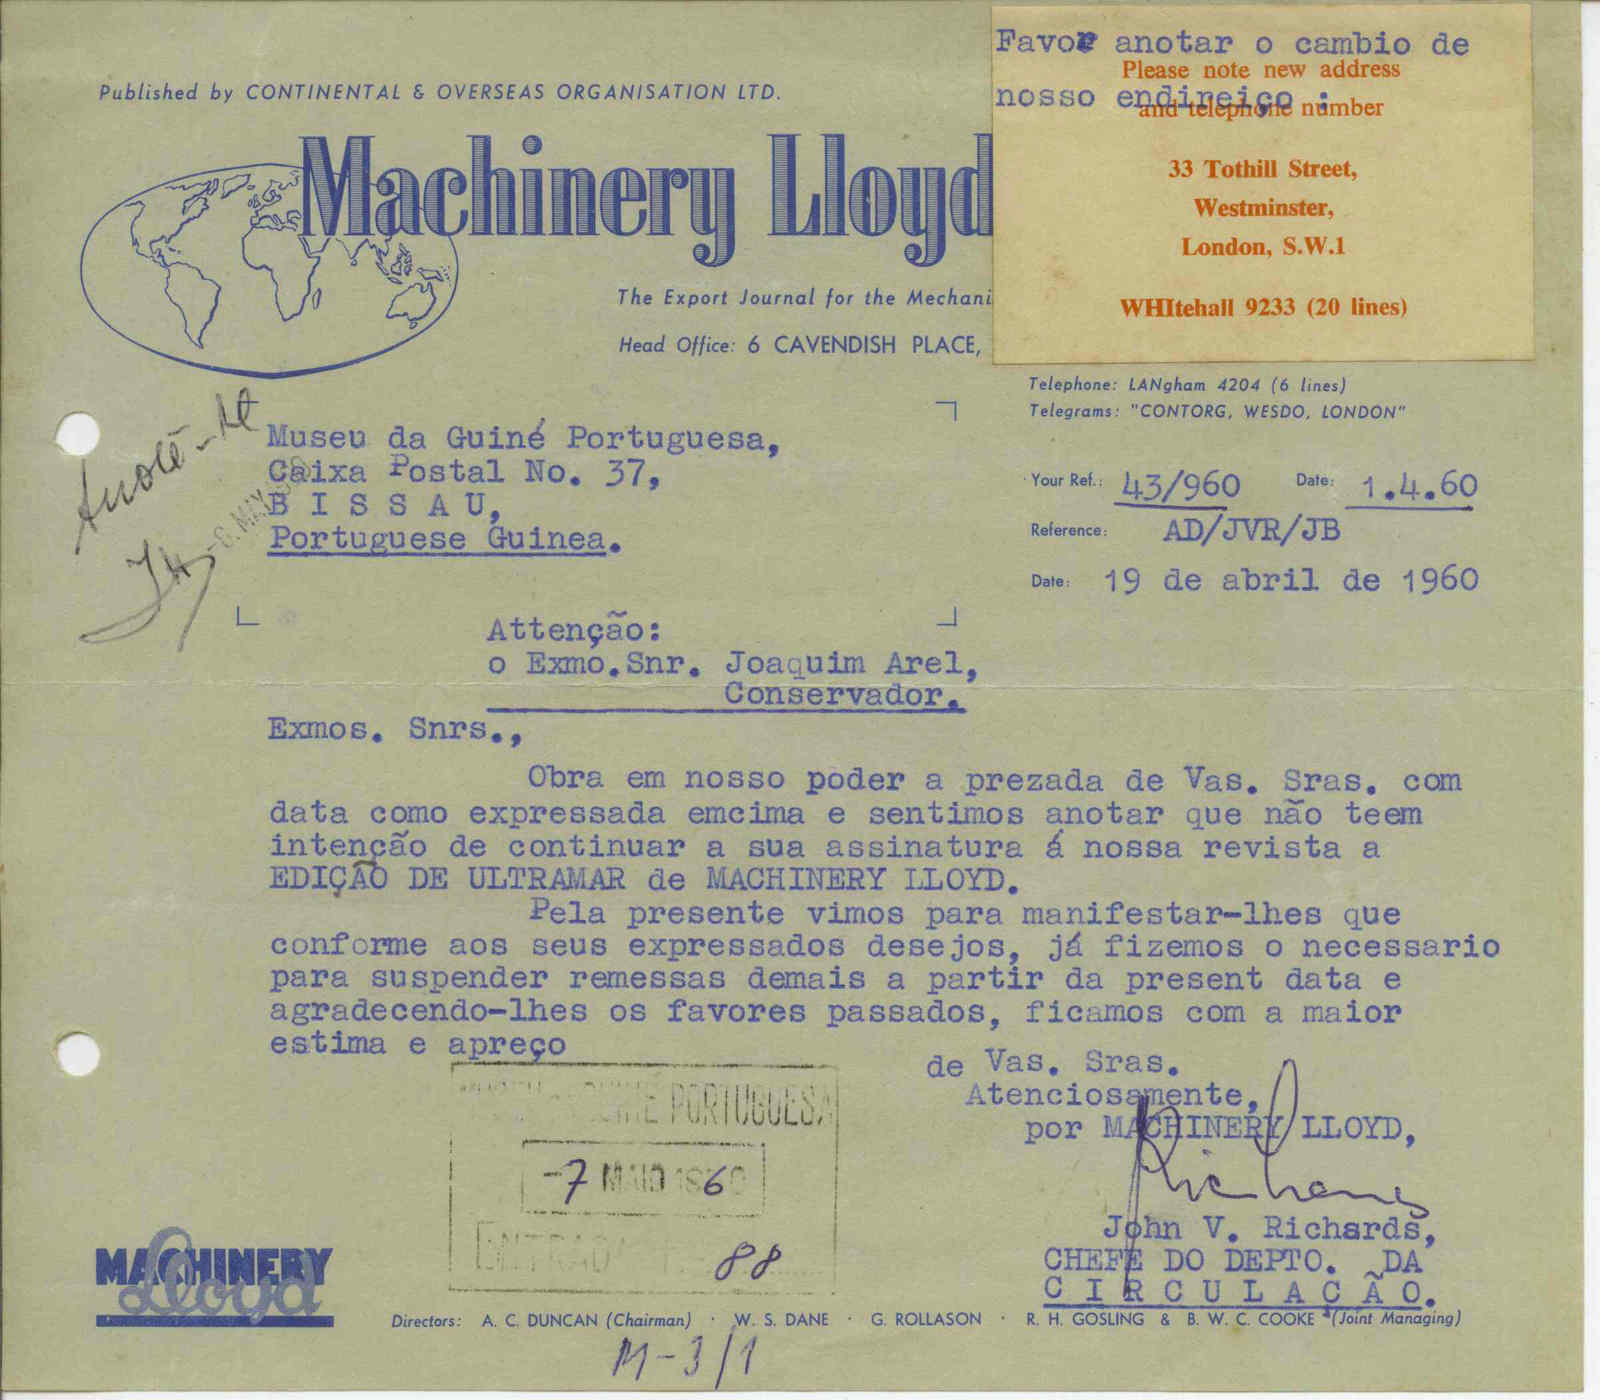 Published by CONTINENTAL & OVERSEAS ORGANISATION LTD.
Machinery Lloyd
The Export Journal for the Mechani
Head Office: 6 CAVENDISH PLACE,
Favor anotar o cambio de
Please note new address
nosso endireiço :
and telephone number
33 Tothill Street,
Westminster,
London, S.W.1
WHItehall 9233 (20 lines)
Telephone: LANgham 4204 (6 lines)
Telegrams: "CONTORG, WESDO, LONDON"
Anote-se
-6. MAY
Museu da Guiné Portuguesa,
Caixa Postal No. 37,
B I S S A U,
Portuguese Guinea.
Your Ref.: 43/960 Date: 1.4.60
Reference: AD/JVR/JB
Date: 19 de abril de 1960
Attenção:
o Exmo.Snr. Joaquim Arel,
Conservador.
Exmos. Snrs.,
Obra em nosso poder a prezada de Vas. Sras. com
data como expressada emcima e sentimos anotar que não teem
intenção de continuar a sua assinatura á nossa revista a
EDIÇÃO DE ULTRAMAR de MACHINERY LLOYD.
Pela presente vimos para manifestar-lhes que
conforme aos seus expressados desejos, já fizemos o necessario
para suspender remessas demais a partir da present data e
agradecendo-lhes os favores passados, ficamos com a maior
estima e apreço
de Vas. Sras.
Atenciosamente,
por MACHINERY LLOYD,
Richards
John V. Richards,
CHEFE DO DEPTO. DA
C I R C U L A C Ã O.
PORTUGUESA
-7 MAIO 1960
ENTRADA 88
MACHINERY
Lloyd
Directors: A. C. DUNCAN (Chairman) · W. S. DANE · G. ROLLASON · R. H. GOSLING & B. W. C. COOKE (Joint Managing)
M-3/1